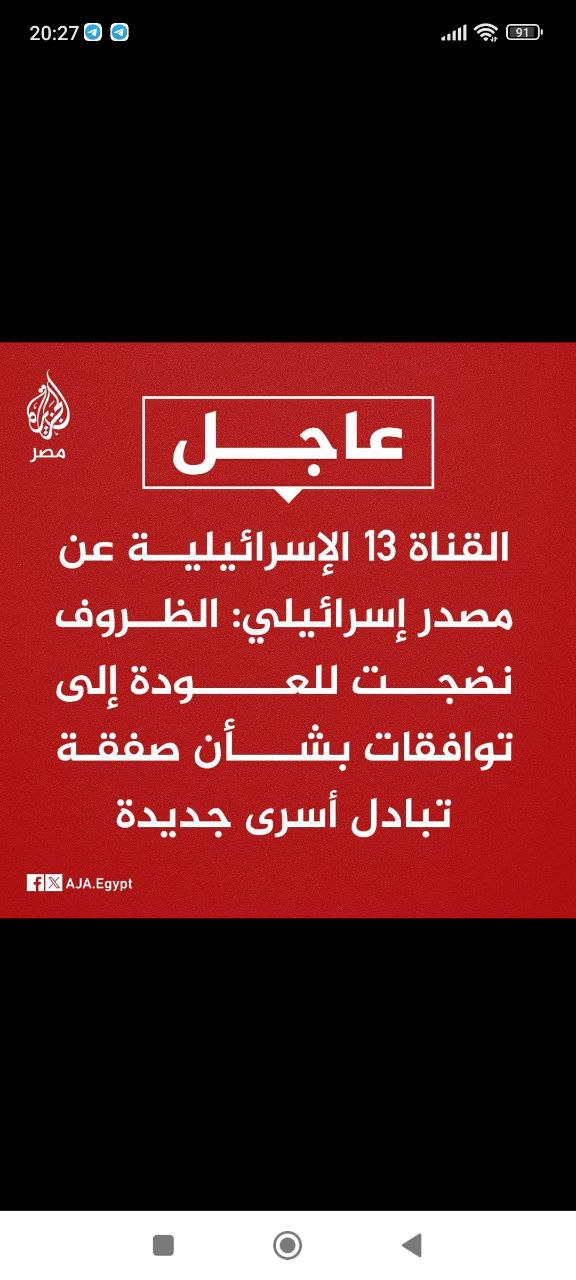 20:27
91
الجزيرة
مصر
عاجل
القناة 13 الإسرائيلية عن
مصدر إسرائيلي: الظروف
نضجت للعودة إلى
توافقات بشأن صفقة
تبادل أسرى جديدة
AJA.Egypt